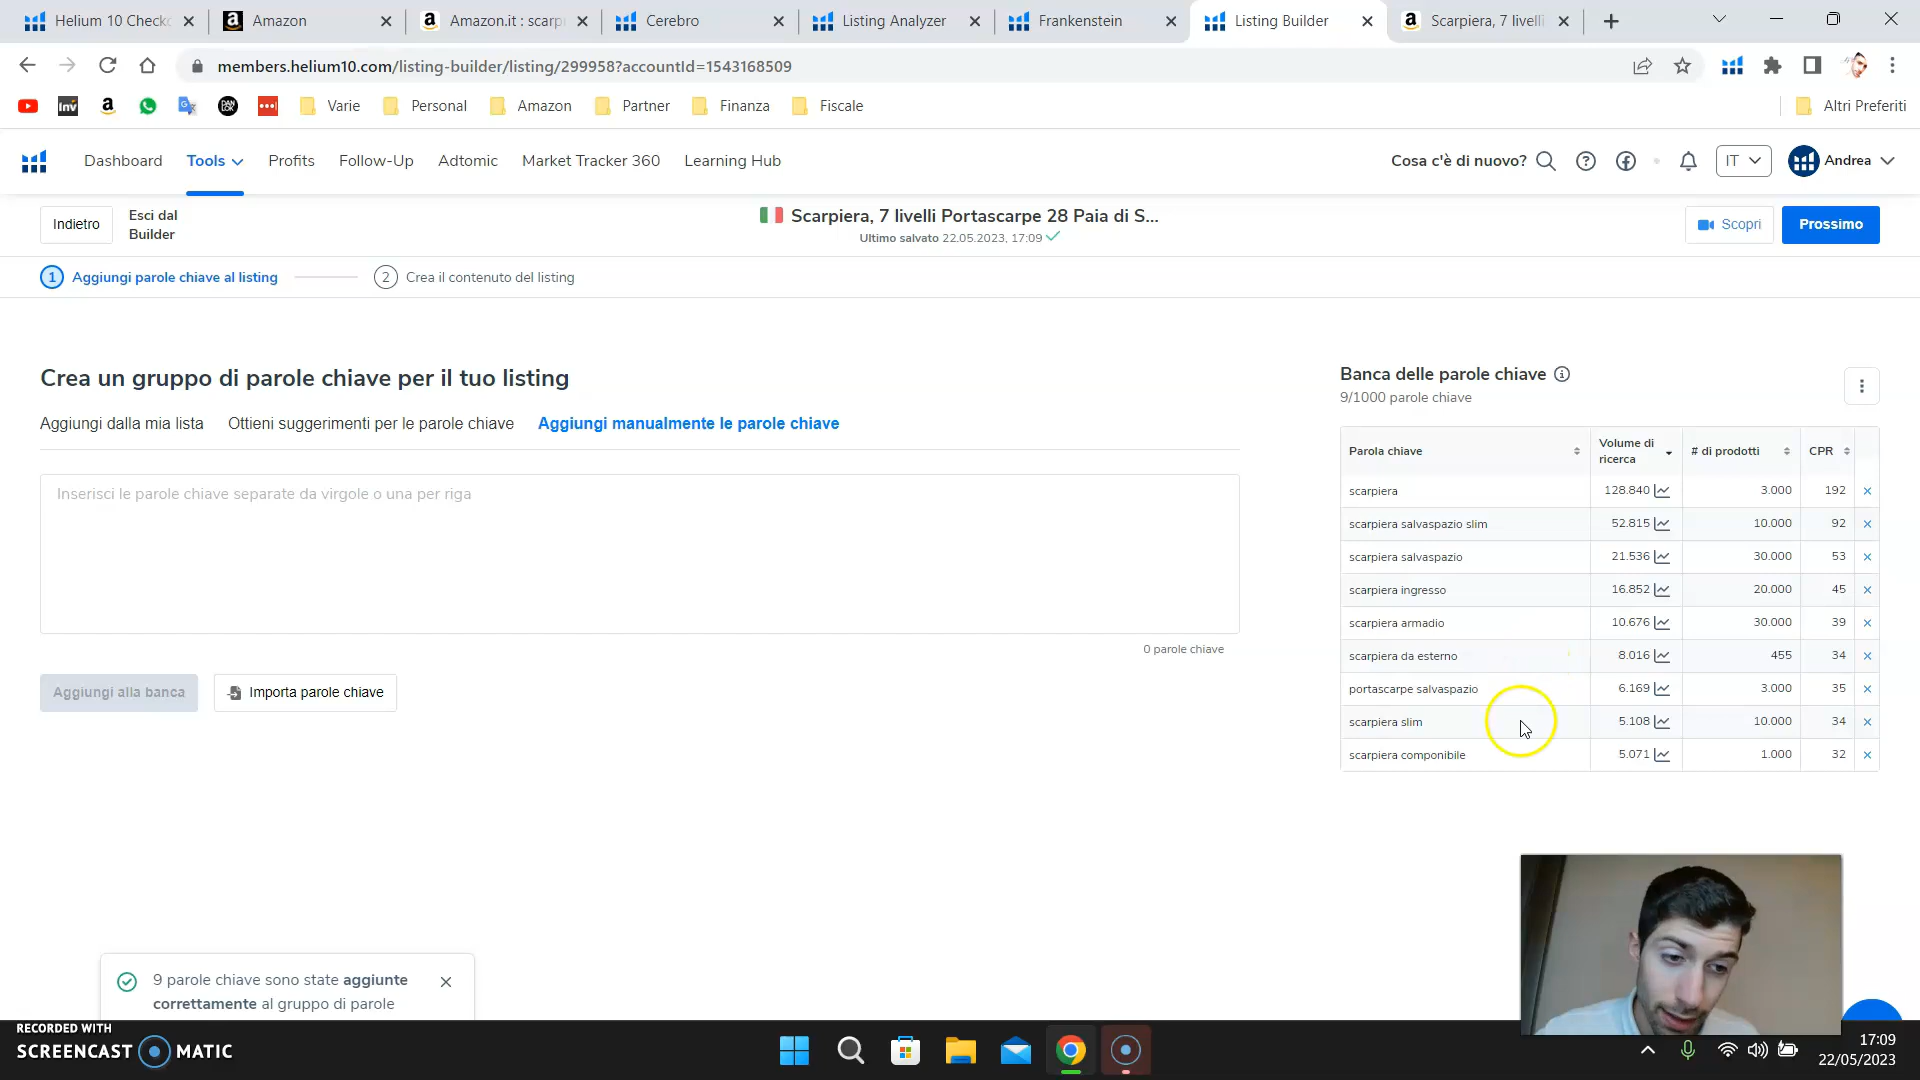 Helium 10 Checko
Amazon
Amazon.it : scarp
Cerebro
Listing Analyzer
Frankenstein
Listing Builder
Scarpiera, 7 livelli
members.helium10.com/listing-builder/listing/299958?accountId=1543168509
Varie
Personal
Amazon
Partner
Finanza
Fiscale
Altri Preferiti
Dashboard
Tools
Profits
Follow-Up
Adtomic
Market Tracker 360
Learning Hub
Cosa c'è di nuovo?
IT
Andrea
Indietro
Esci dal
Builder
Scarpiera, 7 livelli Portascarpe 28 Paia di S...
Ultimo salvato 22.05.2023, 17:09
Scopri
Prossimo
1 Aggiungi parole chiave al listing
2 Crea il contenuto del listing
Crea un gruppo di parole chiave per il tuo listing
Aggiungi dalla mia lista
Ottieni suggerimenti per le parole chiave
Aggiungi manualmente le parole chiave
Inserisci le parole chiave separate da virgole o una per riga
0 parole chiave
Aggiungi alla banca
Importa parole chiave
Banca delle parole chiave
9/1000 parole chiave
Parola chiave
Volume di
ricerca
# di prodotti
CPR
scarpiera 128.840 3.000 192
scarpiera salvaspazio slim 52.815 10.000 92
scarpiera salvaspazio 21.536 30.000 53
scarpiera ingresso 16.852 20.000 45
scarpiera armadio 10.676 30.000 39
scarpiera da esterno 8.016 455 34
portascarpe salvaspazio 6.169 3.000 35
scarpiera slim 5.108 10.000 34
scarpiera componibile 5.071 1.000 32
9 parole chiave sono state aggiunte
correttamente al gruppo di parole
RECORDED WITH
SCREENCAST MATIC
17:09
22/05/2023